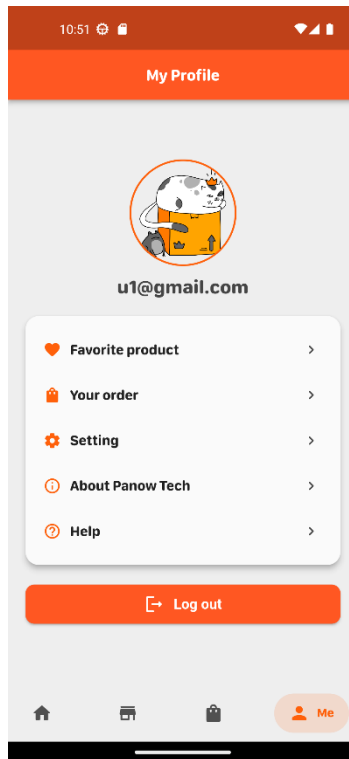 10:51
My Profile
u1@gmail.com
Favorite product
Your order
Setting
About Panow Tech
Help
Log out
Me